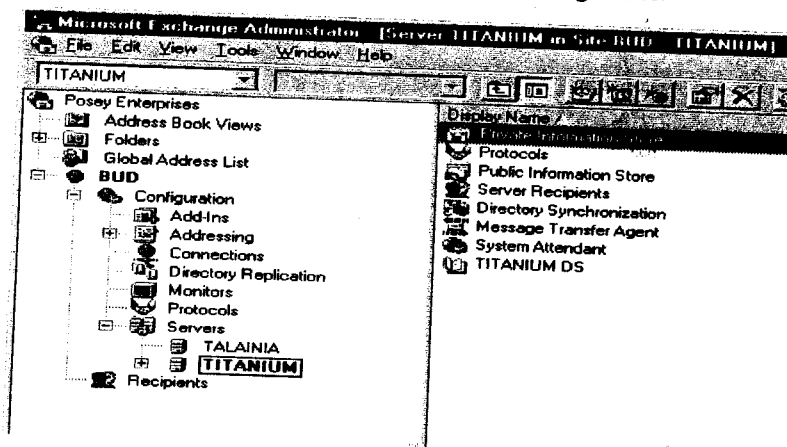 Microsoft Exchange Administrator - [Server TITANIUM in Site BUD - TITANIUM]
File Edit View Tools Window Help
TITANIUM
Posey Enterprises
Address Book Views
Folders
Global Address List
BUD
Configuration
Add-Ins
Addressing
Connections
Directory Replication
Monitors
Protocols
Servers
TALAINIA
TITANIUM
Recipients
Display Name
Private Information Store
Protocols
Public Information Store
Server Recipients
Directory Synchronization
Message Transfer Agent
System Attendant
TITANIUM DS